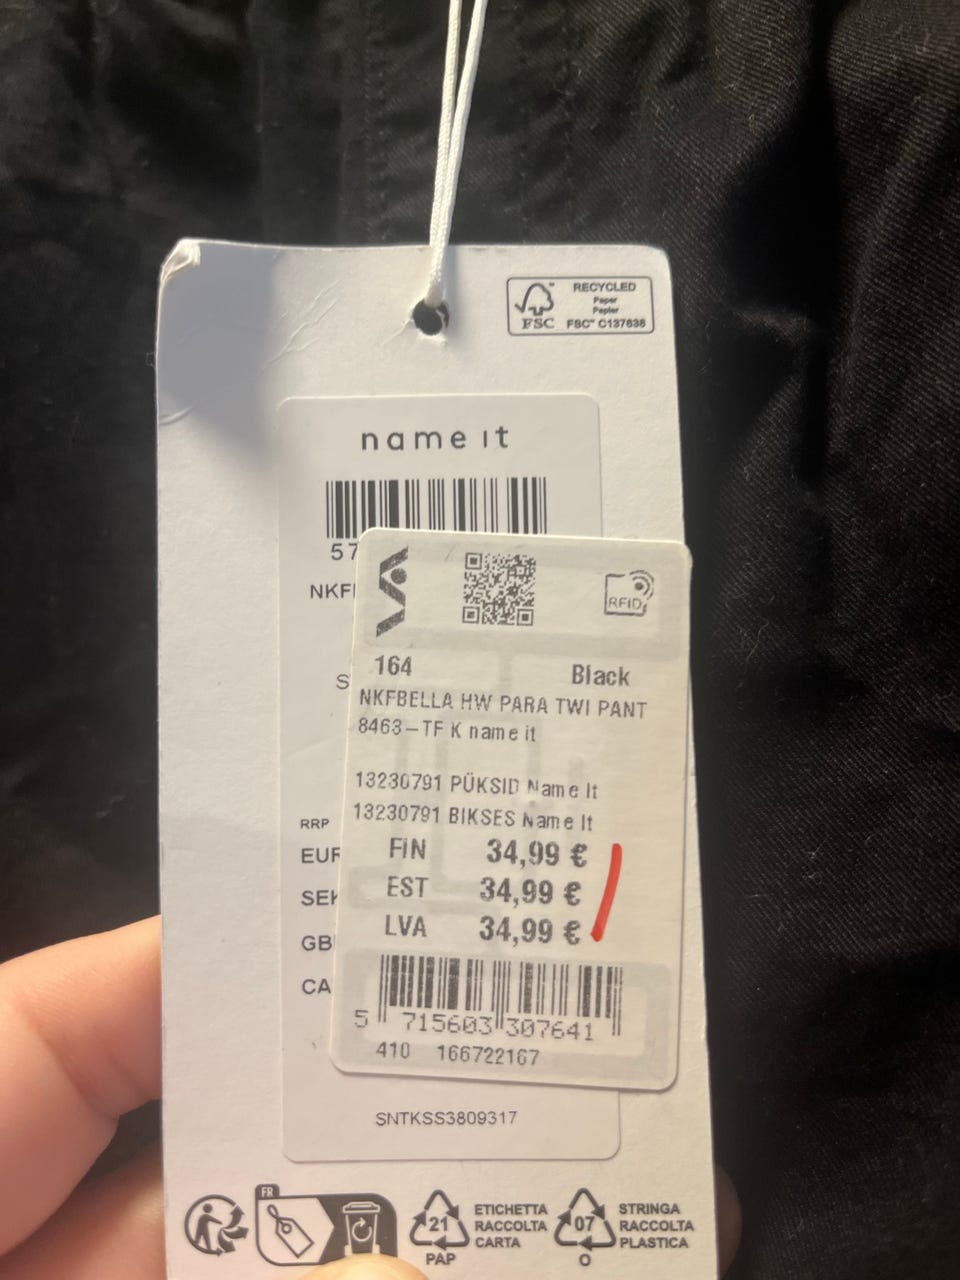 RECYCLED
Paper
Papier
FSC™ C137638
FSC
name it
57
NKF
S
RFID
164 Black
NKFBELLA HW PARA TWI PANT
8463-TF K name it
13230791 PÜKSID Name It
13230791 BIKSES Name It
RRP
FIN 34,99 €
EUR
EST 34,99 €
SEK
LVA 34,99 €
GB
CA
5 715603 307641
410 166722167
SNTKSS3809317
FR
21
PAP
ETICHETTA
RACCOLTA
CARTA
07
O
STRINGA
RACCOLTA
PLASTICA